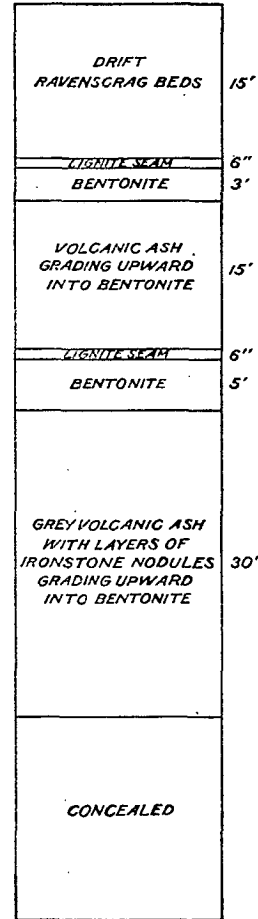 DRIFT
RAVENSCRAG BEDS 15'
LIGNITE SEAM 6"
BENTONITE 3'
VOLCANIC ASH
GRADING UPWARD 15'
INTO BENTONITE
LIGNITE SEAM 6"
BENTONITE 5'
GREY VOLCANIC ASH
WITH LAYERS OF
IRONSTONE NODULES 30'
GRADING UPWARD
INTO BENTONITE
CONCEALED